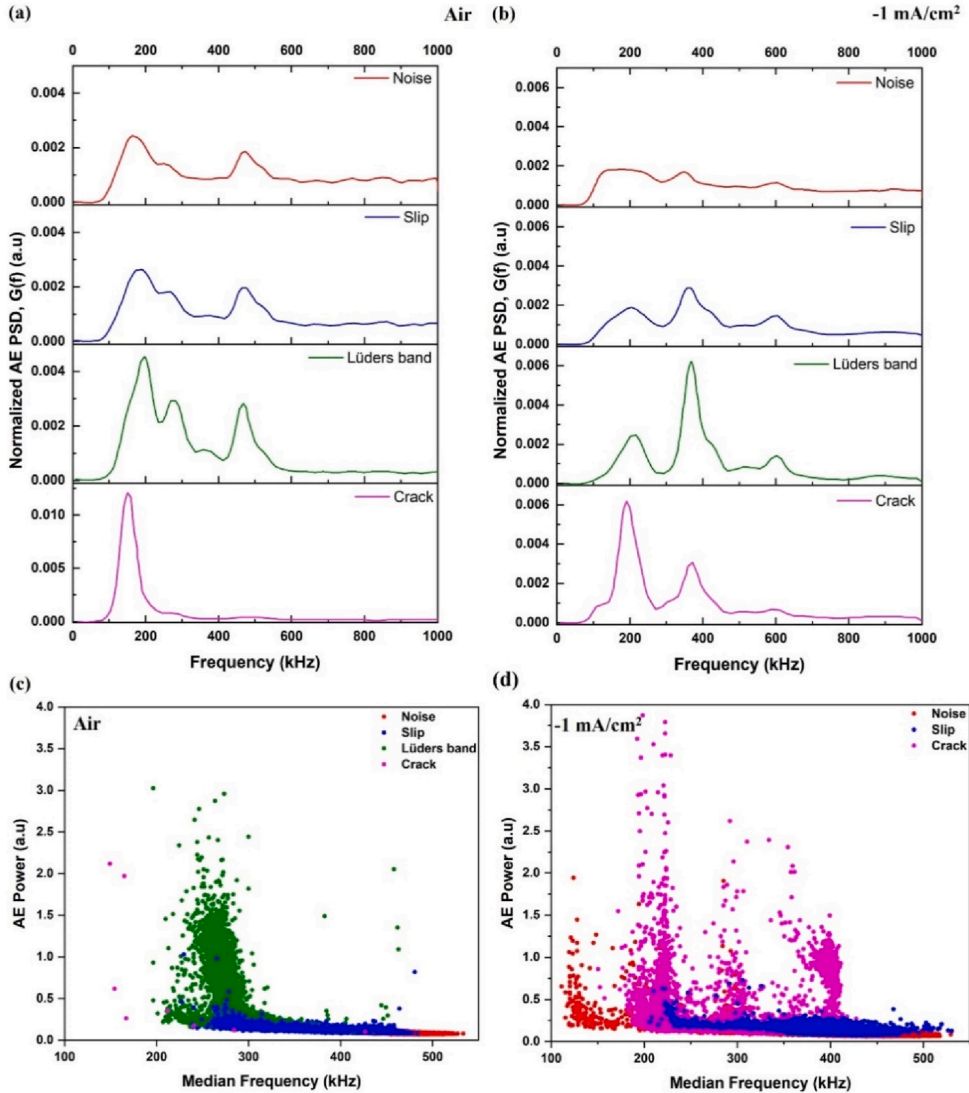 (a)
Air
0 200 400 600 800 1000
Noise
0.004
0.002
0.000
Slip
0.004
0.002
0.000
Lüders band
0.004
0.002
0.000
Crack
0.010
0.005
0.000
0 200 400 600 800 1000
Normalized AE PSD, G(f) (a.u)
Frequency (kHz)
(b)
-1 mA/cm²
0 200 400 600 800 1000
Noise
0.006
0.004
0.002
0.000
Slip
0.006
0.004
0.002
0.000
Lüders band
0.006
0.004
0.002
0.000
Crack
0.006
0.004
0.002
0.000
0 200 400 600 800 1000
Normalized AE PSD, G(f) (a.u)
Frequency (kHz)
(c)
Air
Noise
Slip
Lüders band
Crack
4.0
3.5
3.0
2.5
2.0
1.5
1.0
0.5
0.0
100 200 300 400 500
AE Power (a.u)
Median Frequency (kHz)
(d)
-1 mA/cm²
Noise
Slip
Crack
4.0
3.5
3.0
2.5
2.0
1.5
1.0
0.5
0.0
100 200 300 400 500
AE Power (a.u)
Median Frequency (kHz)